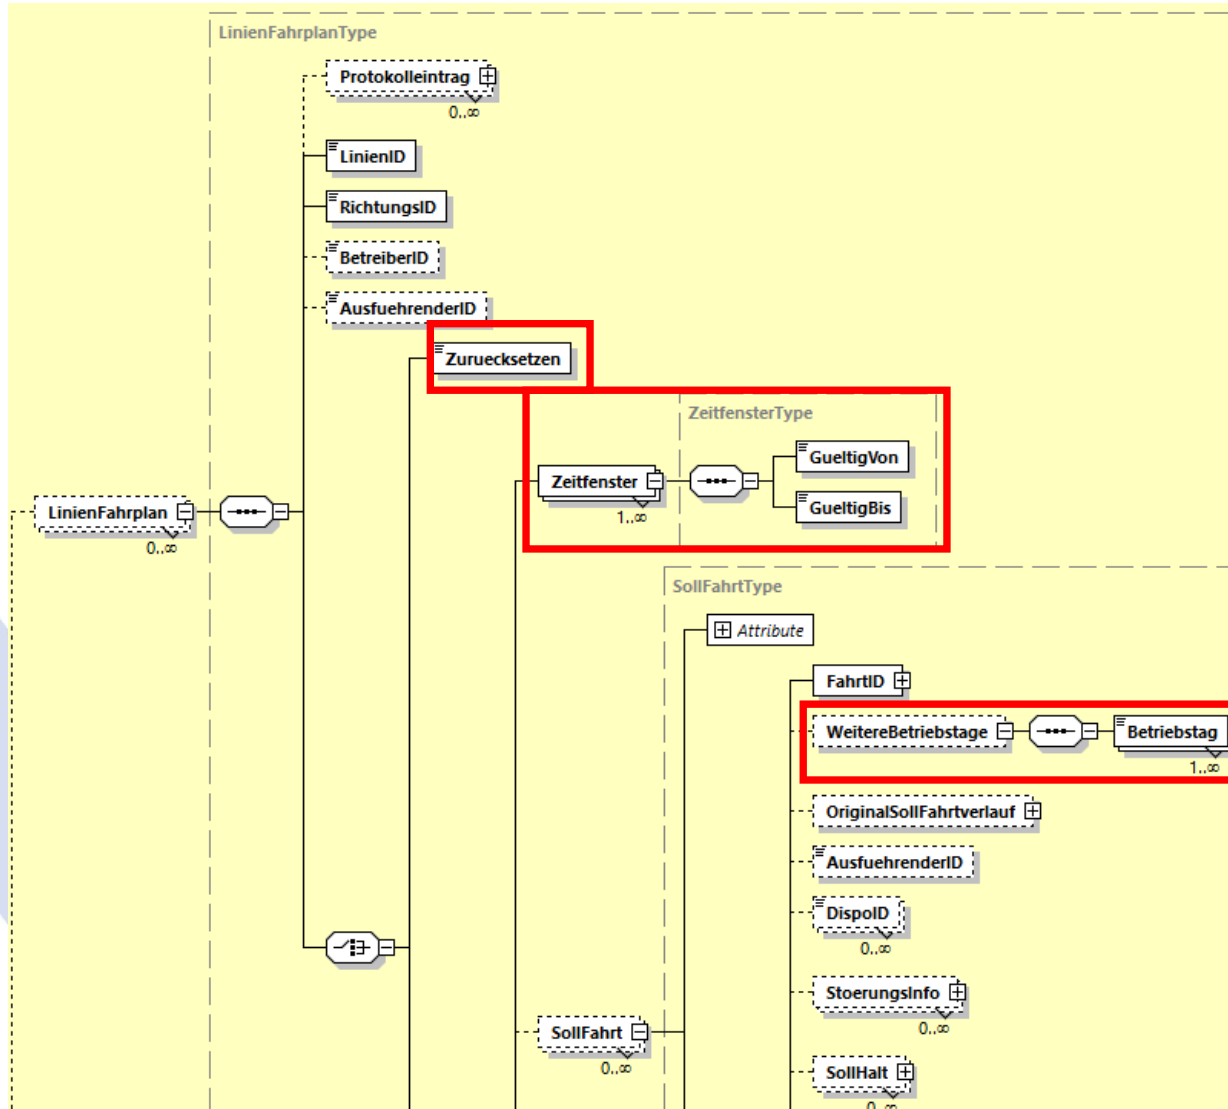 LinienFahrplanType
Protokolleintrag
0..∞
LinienID
RichtungsID
BetreiberID
AusfuehrenderID
Zuruecksetzen
ZeitfensterType
GueltigVon
Zeitfenster
1..∞
GueltigBis
LinienFahrplan
0..∞
SollFahrtType
Attribute
FahrtID
WeitereBetriebstage
Betriebstag
1..∞
OriginalSollFahrtverlauf
AusfuehrenderID
DispoID
0..∞
StoerungsInfo
0..∞
SollFahrt
0..∞
SollHalt
0..∞